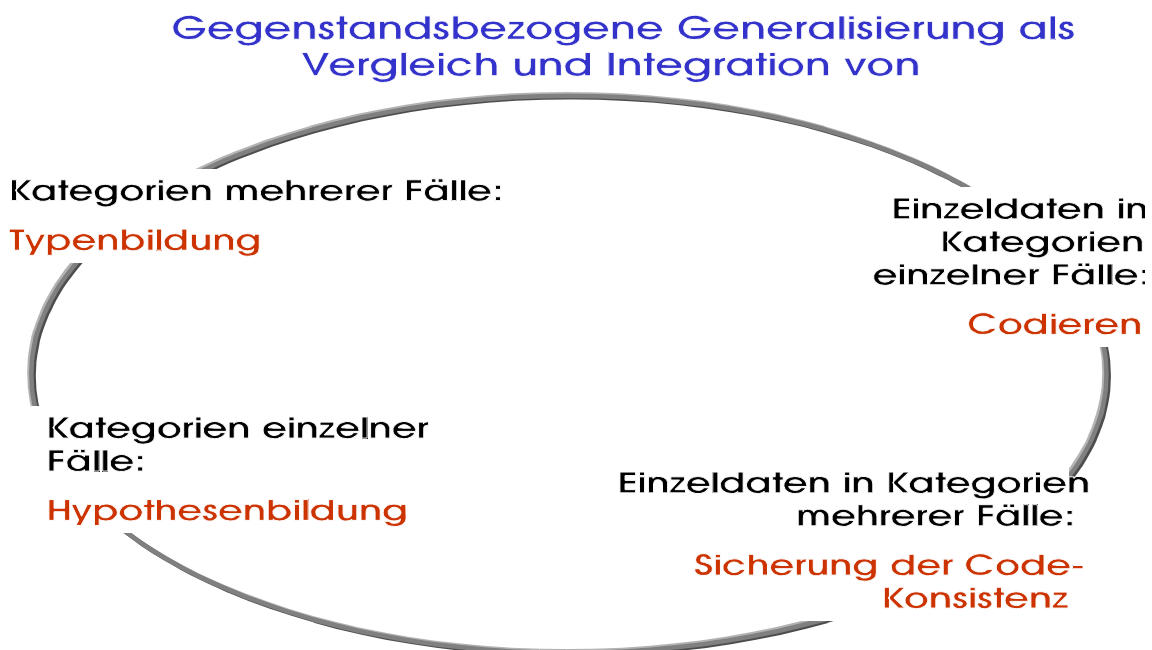 Gegenstandsbezogene Generalisierung als
Vergleich und Integration von
Kategorien mehrerer Fälle:
Typenbildung
Einzeldaten in
Kategorien
einzelner Fälle:
Codieren
Kategorien einzelner
Fälle:
Hypothesenbildung
Einzeldaten in Kategorien
mehrerer Fälle:
Sicherung der Code-
Konsistenz